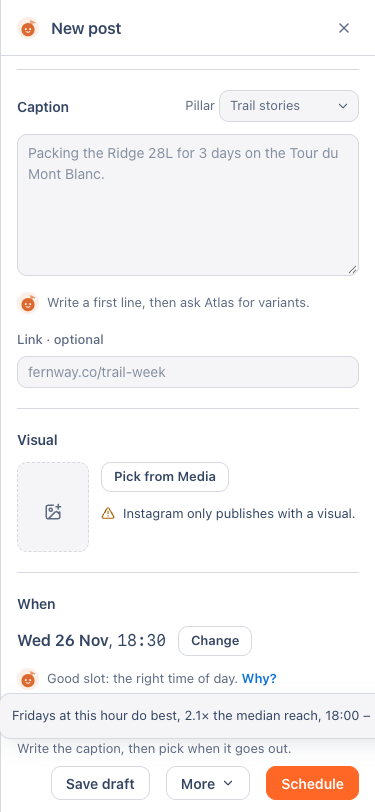 New post
Caption
Pillar
Trail stories
Packing the Ridge 28L for 3 days on the Tour du
Mont Blanc.
Write a first line, then ask Atlas for variants.
Link · optional
fernway.co/trail-week
Visual
Pick from Media
Instagram only publishes with a visual.
When
Wed 26 Nov, 18:30
Change
Good slot: the right time of day. Why?
Fridays at this hour do best, 2.1× the median reach, 18:00 –
Write the caption, then pick when it goes out.
Save draft
More
Schedule